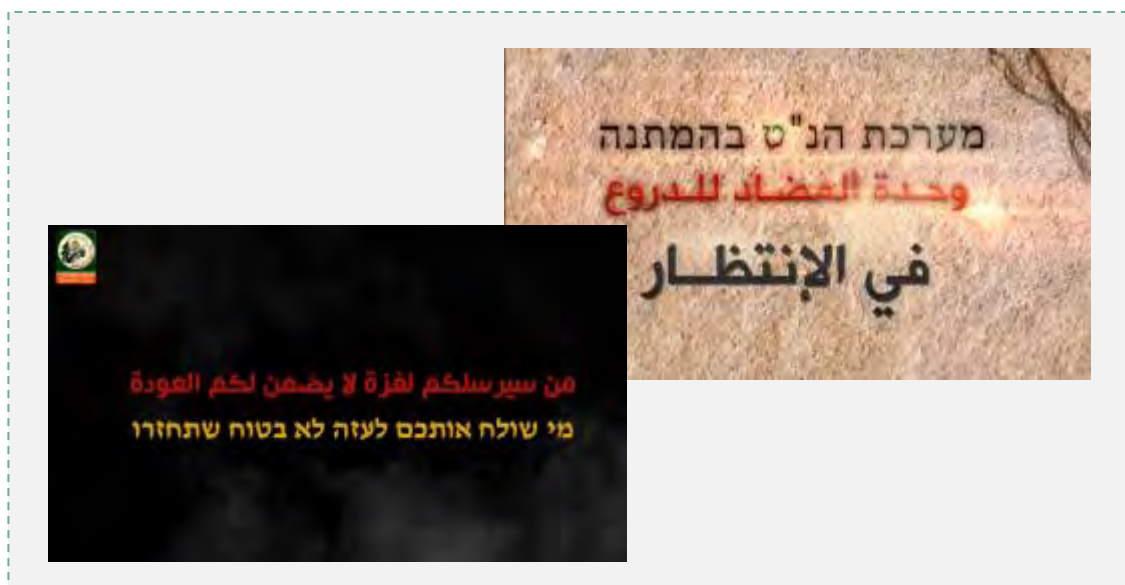 מערכת הנ"ט בהמתנה
وحدة المضاد للدروع
في الإنتظار
من سيرسلكم لغزة لا يضمن لكم العودة
מי שולח אותכם לעזה לא בטוח שתחזרו